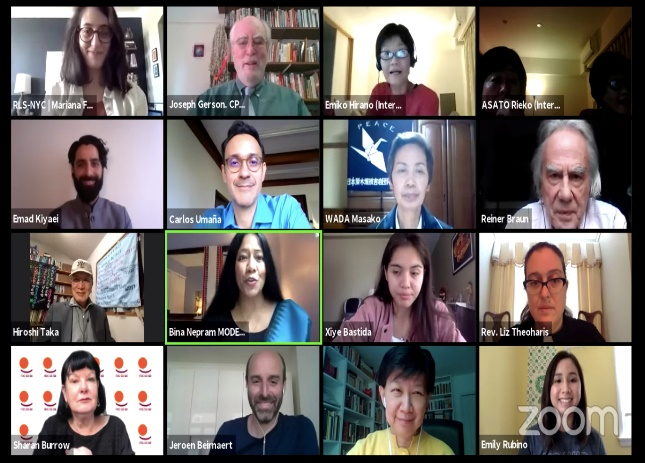 RLS-NYC | Mariana F...
Joseph Gerson. CP...
Emiko Hirano (Inter...
ASATO Rieko (Inter...
PEACE
Emad Kiyaei
Carlos Umaña
WADA Masako
Reiner Braun
Hiroshi Taka
Bina Nepram MODE...
Xiye Bastida
Rev. Liz Theoharis
Sharan Burrow
Jeroen Beirnaert
Emily Rubino
zoom